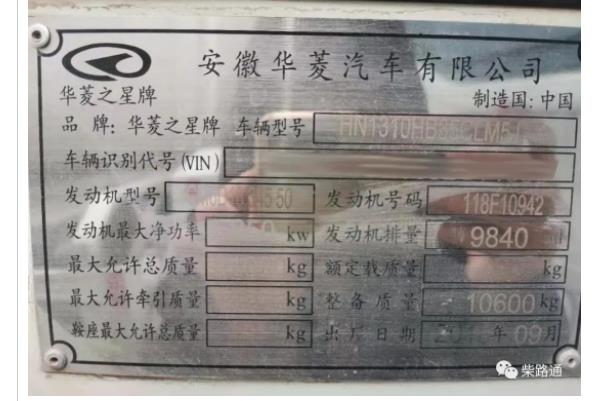 安徽华菱汽车有限公司
华菱之星牌 制造国：中国
品牌：华菱之星牌 车辆型号 HN1310HB35CLM5J
车辆识别代号(VIN)
发动机型号 发动机号码 118F10942
发动机最大净功率 kw 发动机排量 9840 ml
最大允许总质量 kg 额定载质量 kg
最大允许牵引质量 kg 整备质量 10600 kg
鞍座最大允许总质量 kg 出厂日期 年 09月
柴路通